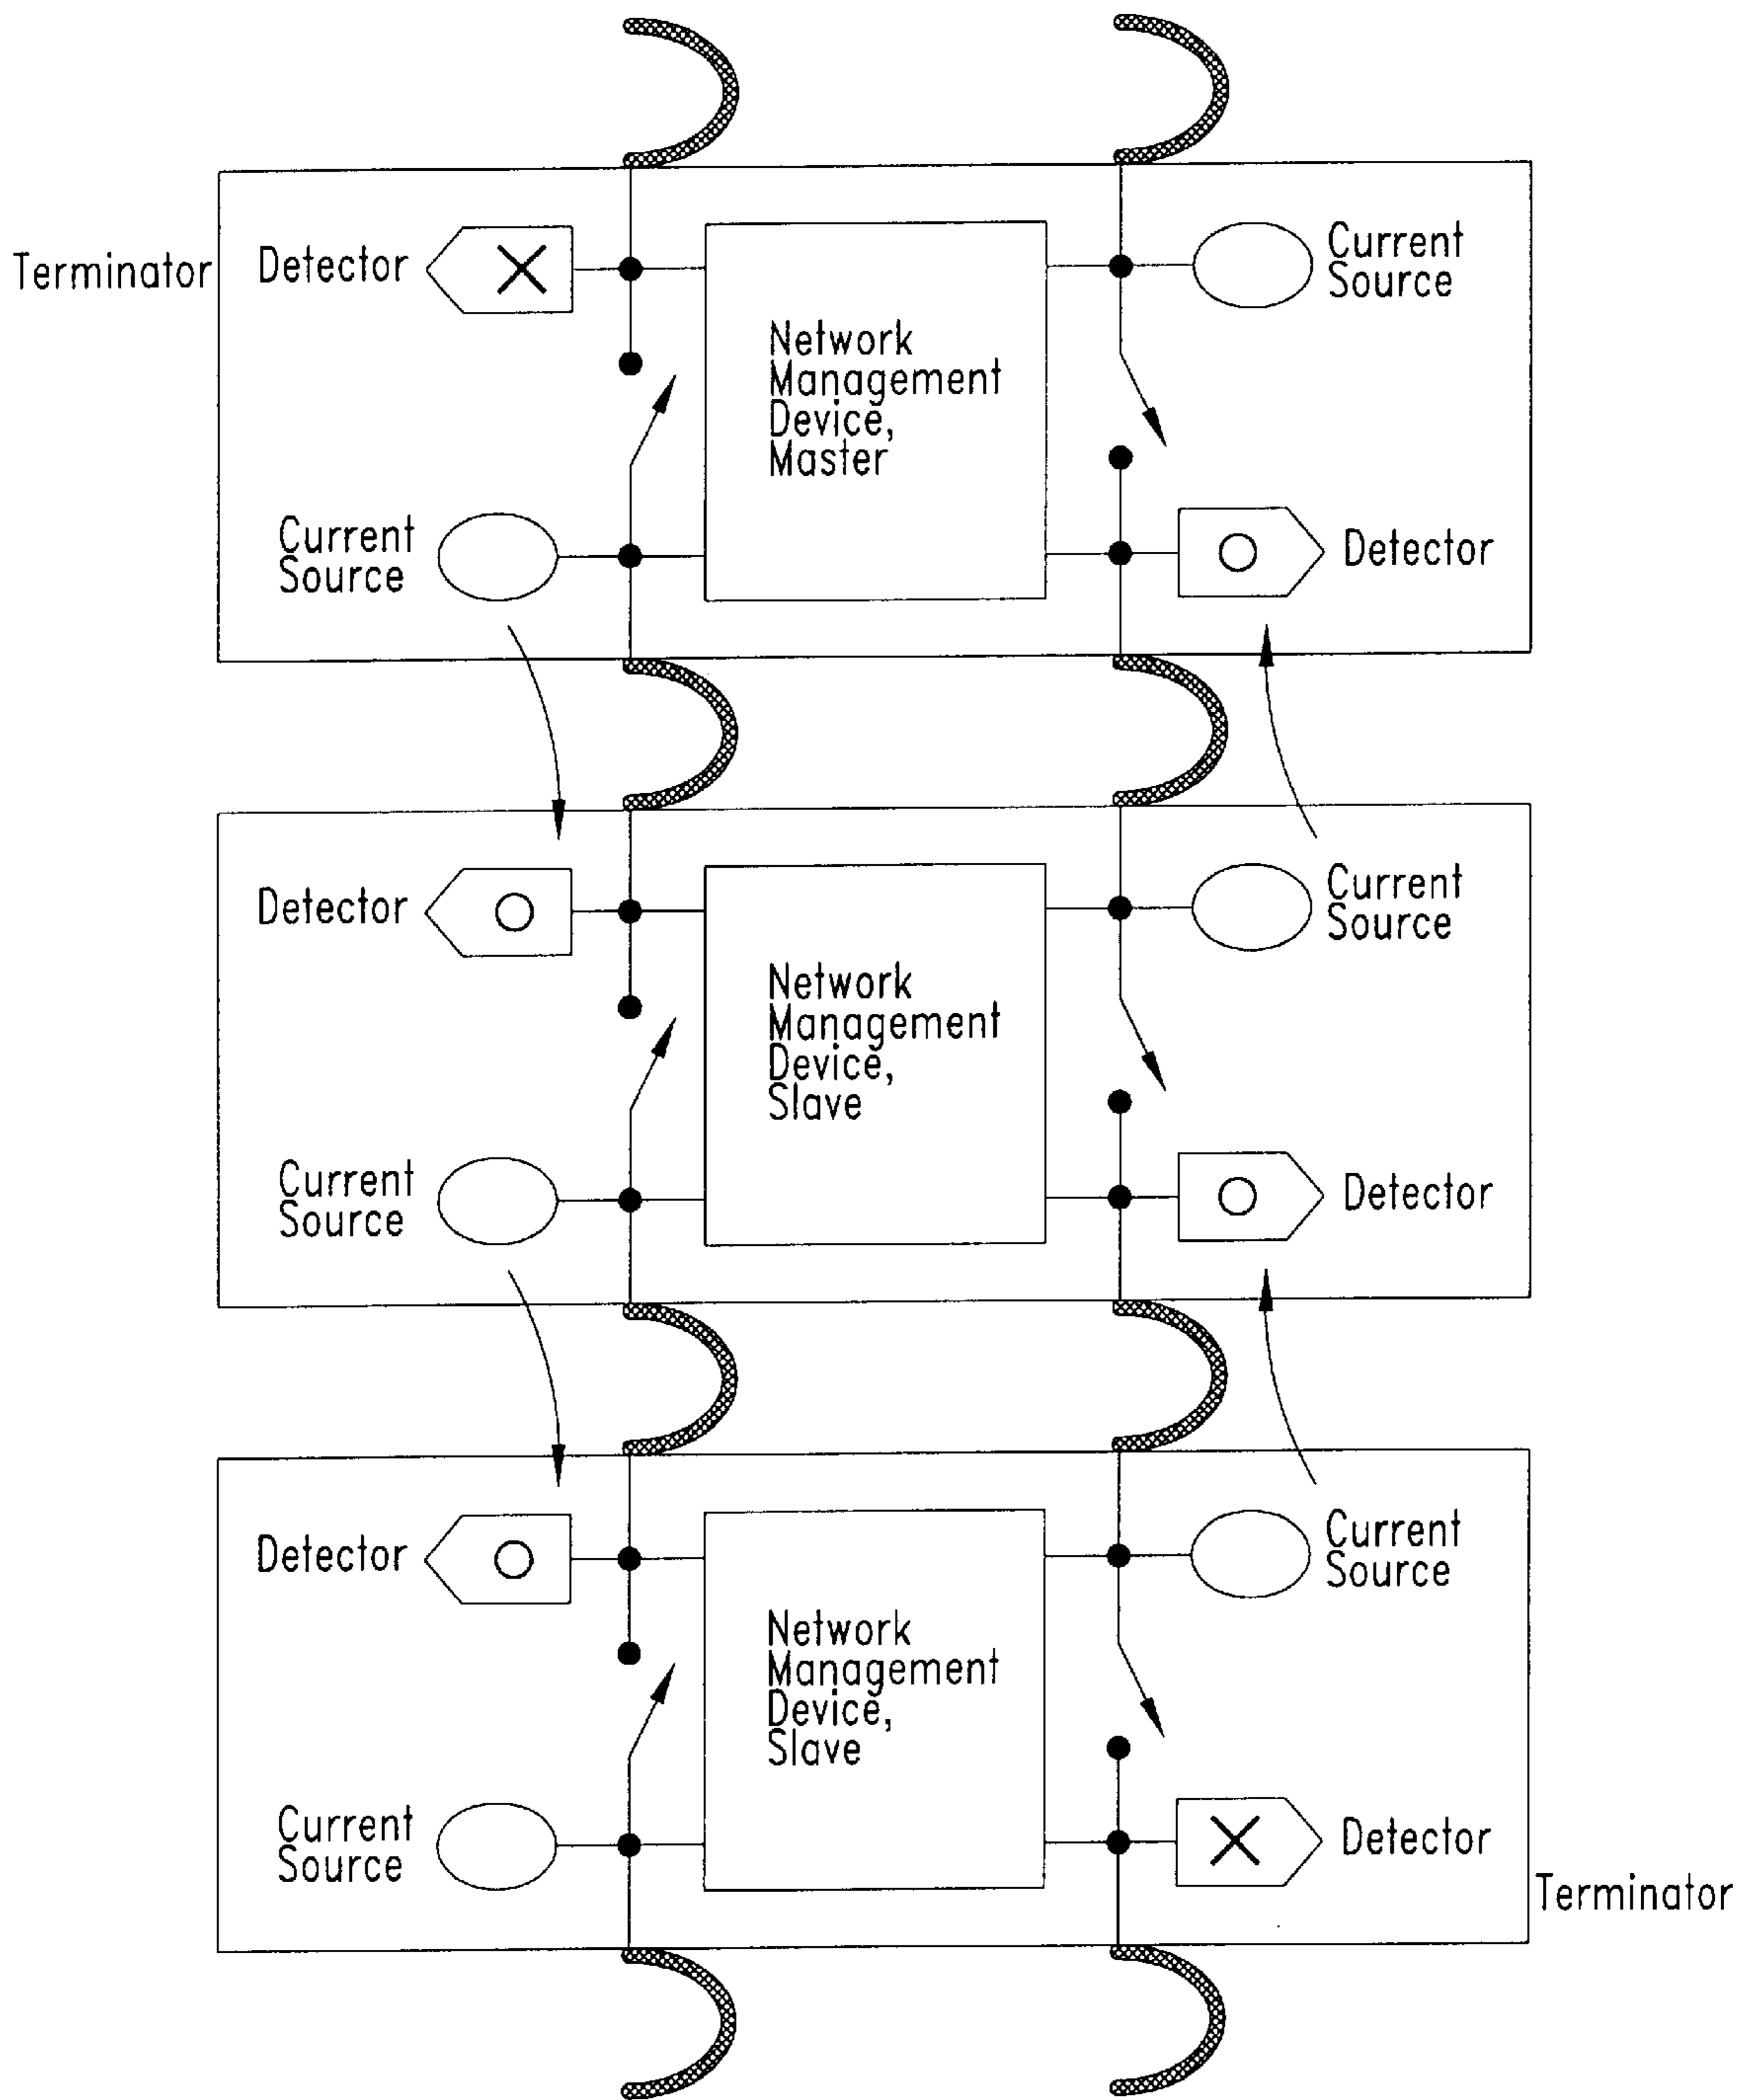 Terminator
Detector
Current
Source
Network
Management
Device,
Master
Current
Source
Detector
Detector
Current
Source
Network
Management
Device,
Slave
Current
Source
Detector
Detector
Current
Source
Network
Management
Device,
Slave
Current
Source
Detector
Terminator